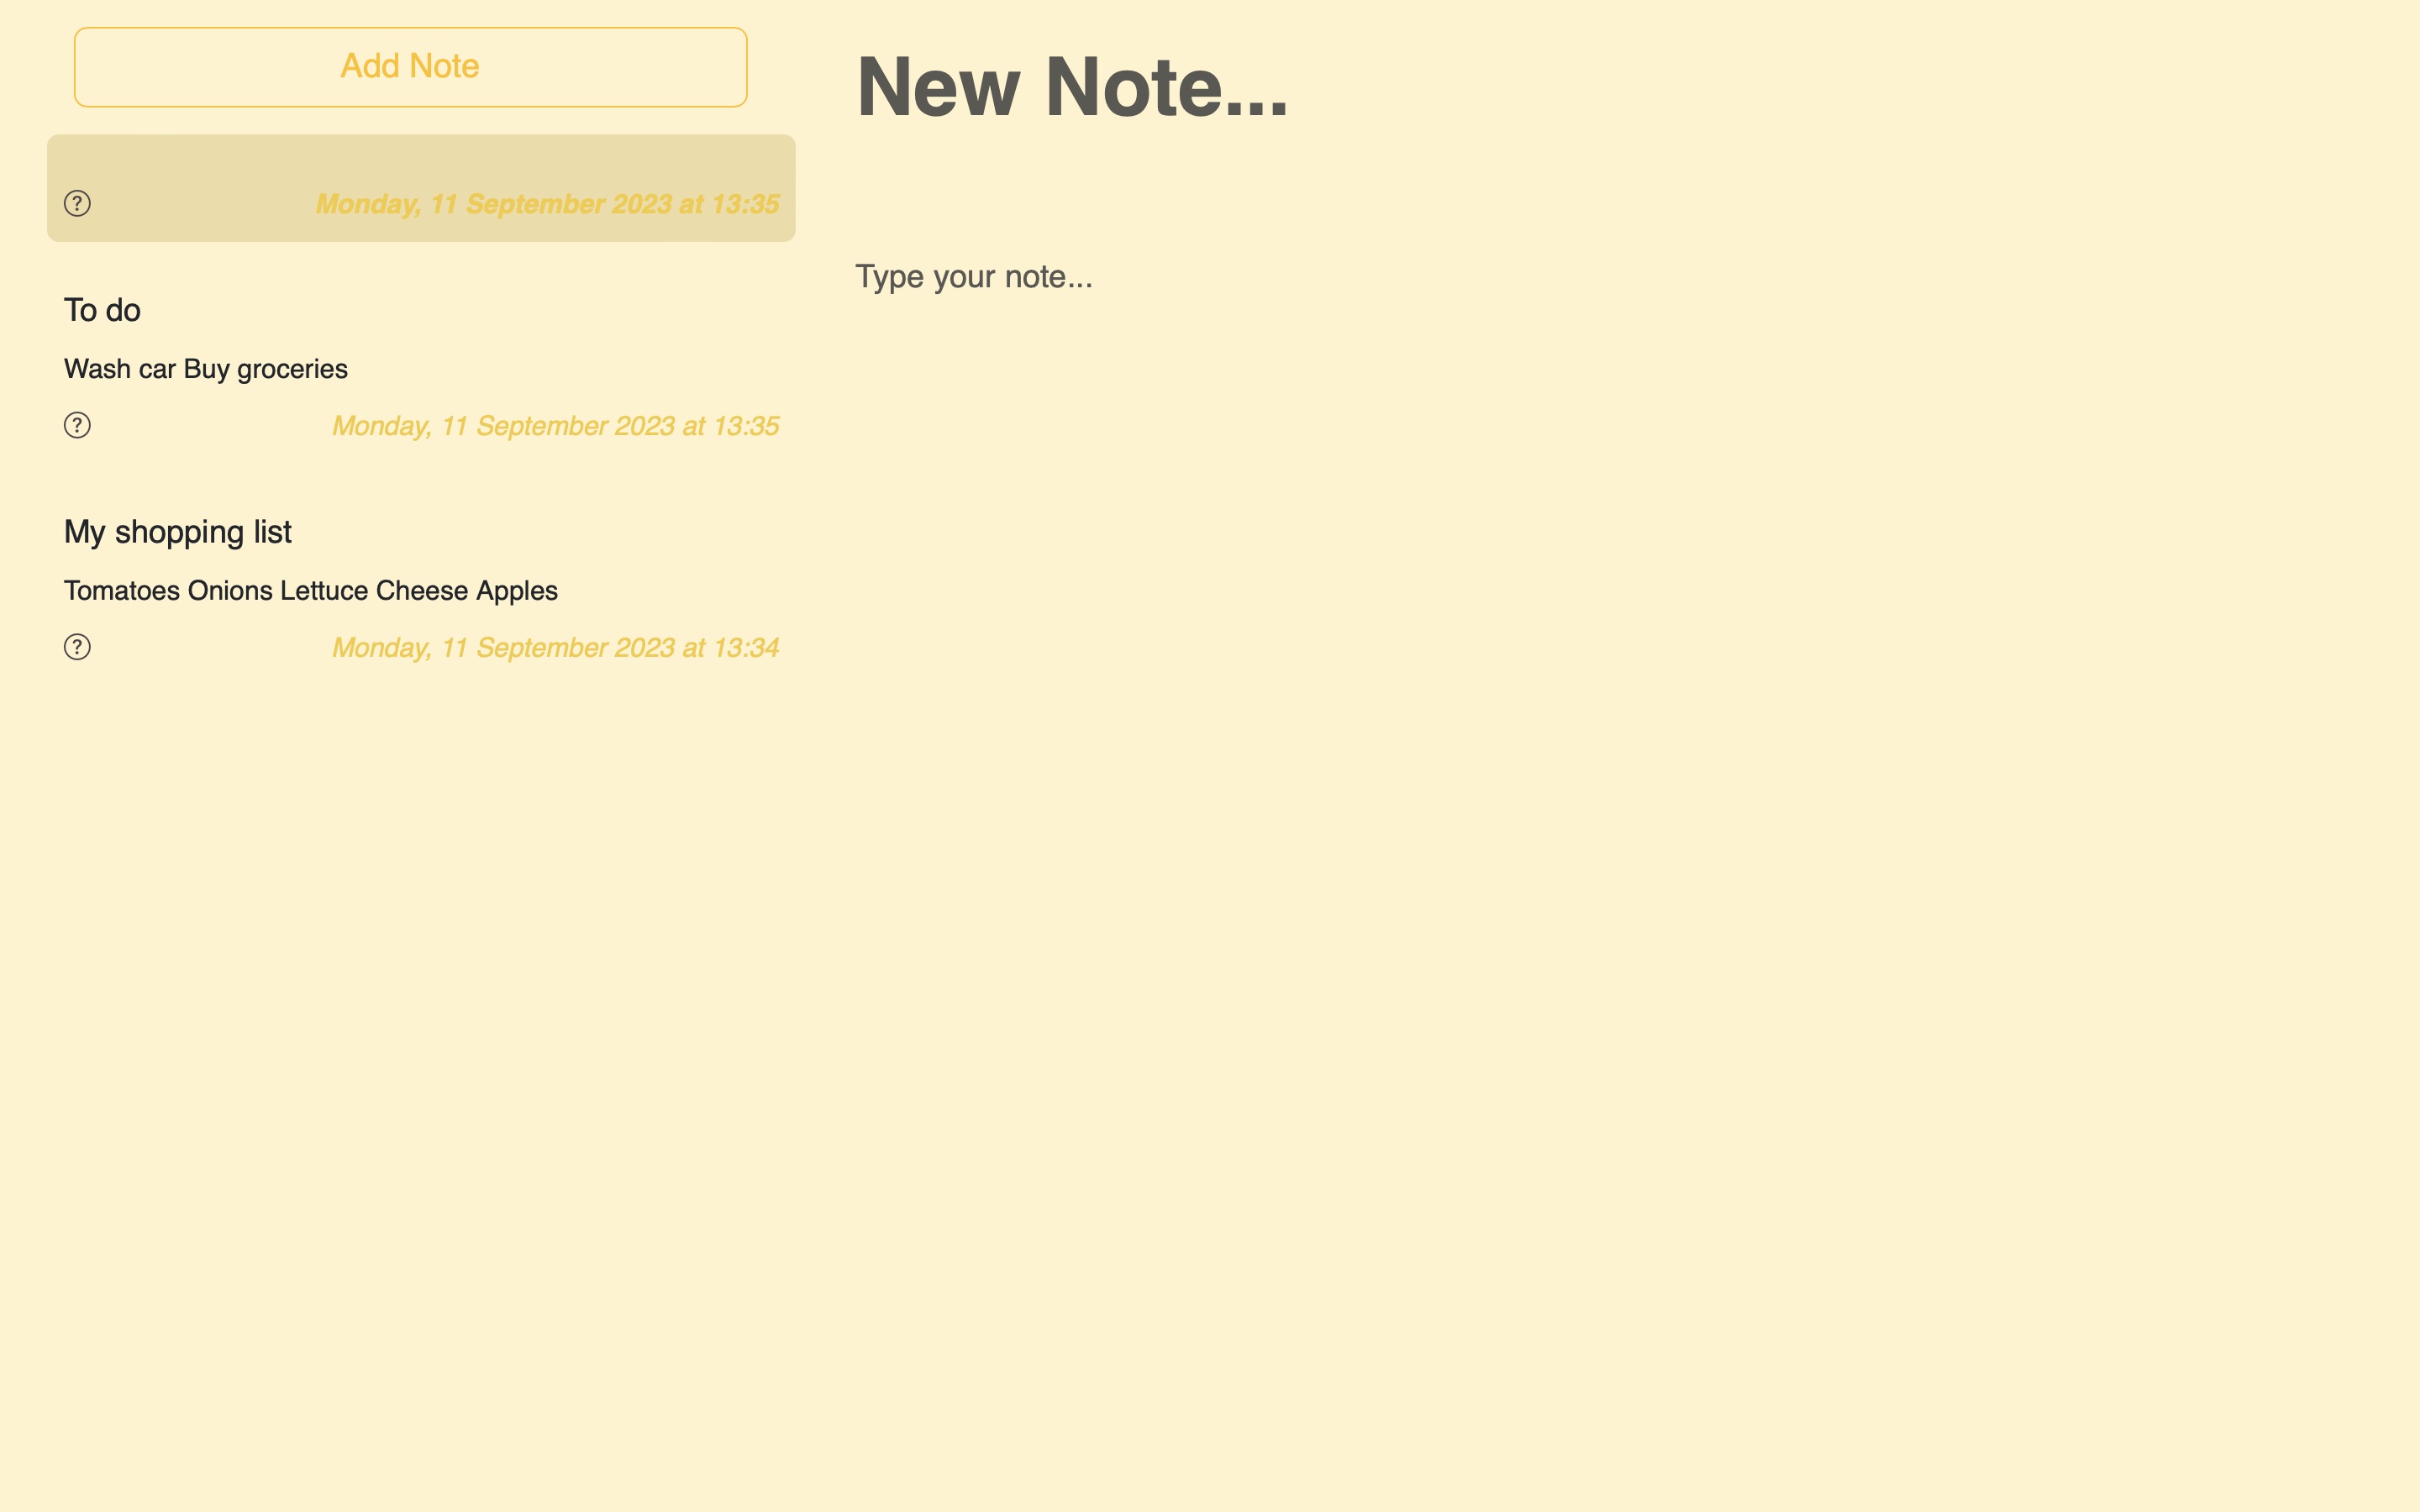 Add Note
? Monday, 11 September 2023 at 13:35
To do
Wash car Buy groceries
? Monday, 11 September 2023 at 13:35
My shopping list
Tomatoes Onions Lettuce Cheese Apples
? Monday, 11 September 2023 at 13:34
New Note...
Type your note...